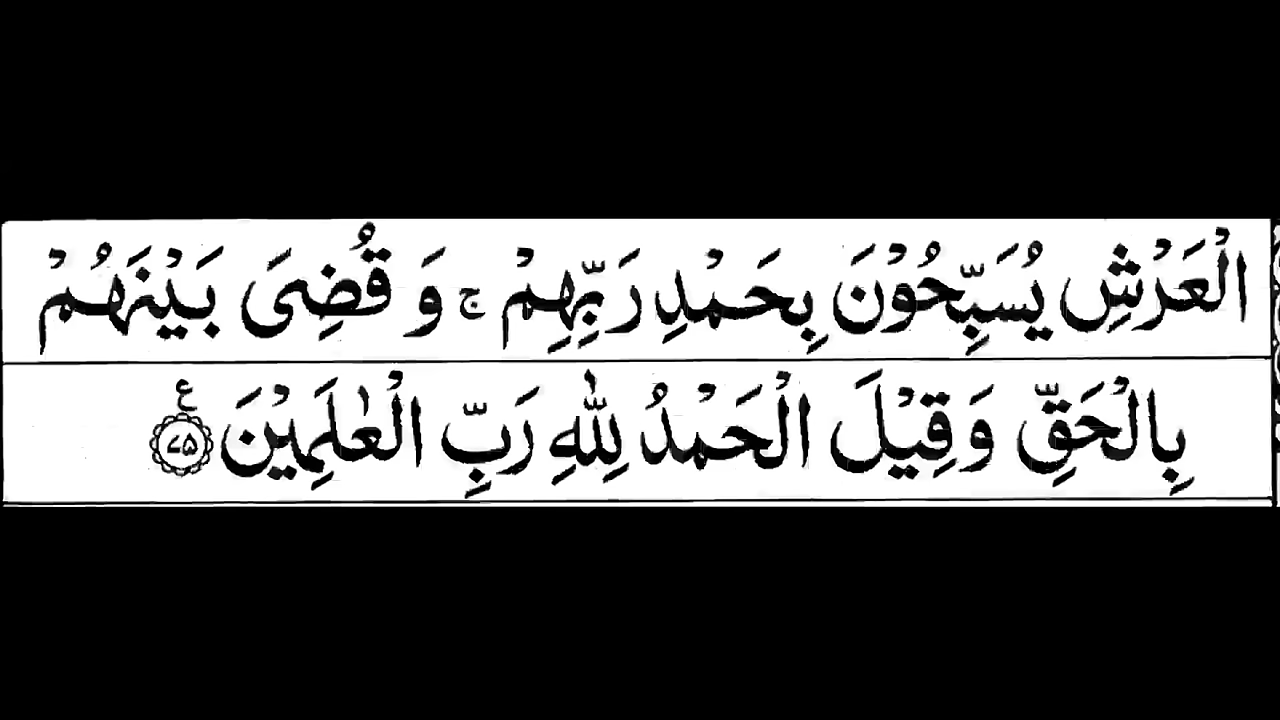 الْعَرْشِ يُسَبِّحُوْنَ بِحَمْدِ رَبِّهِمْ ۚ وَ قُضِیَ بَيْنَهُمْ
بِالْحَقِّ وَقِيْلَ الْحَمْدُ لِلّٰهِ رَبِّ الْعٰلَمِيْنَ ﴿۷۵﴾ ع